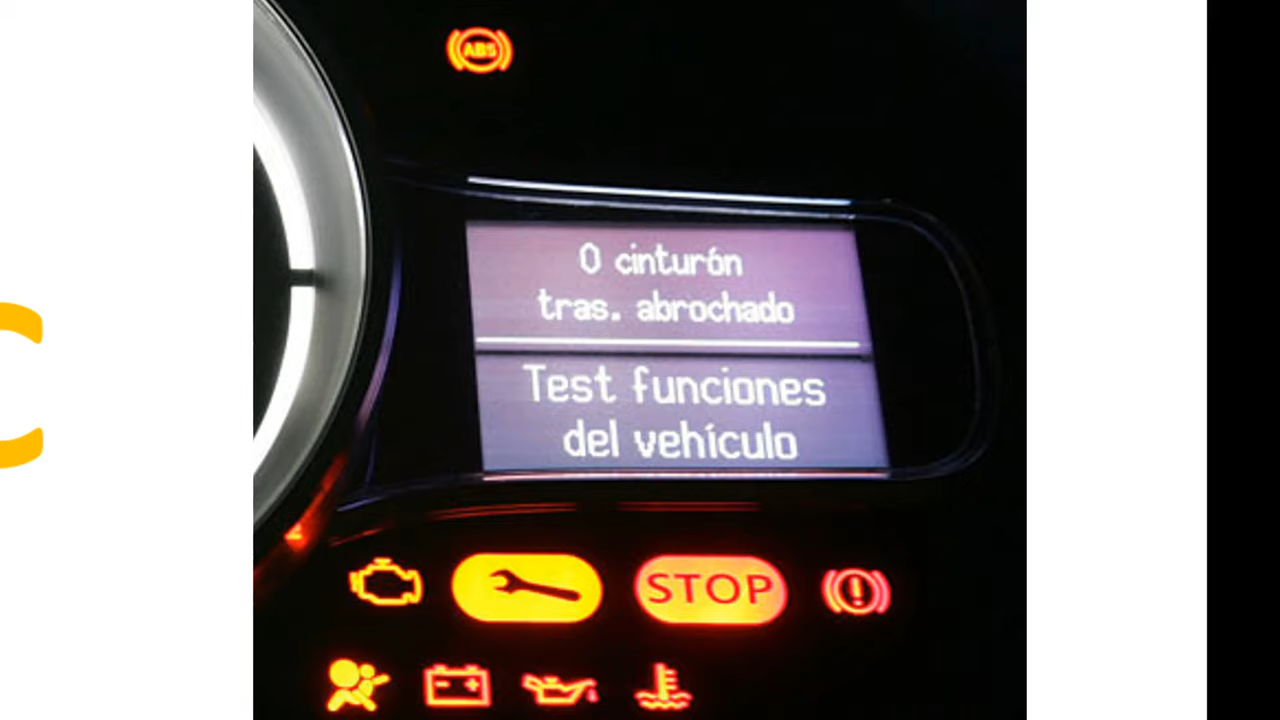 ABS
0 cinturón
tras. abrochado
Test funciones
del vehículo
STOP